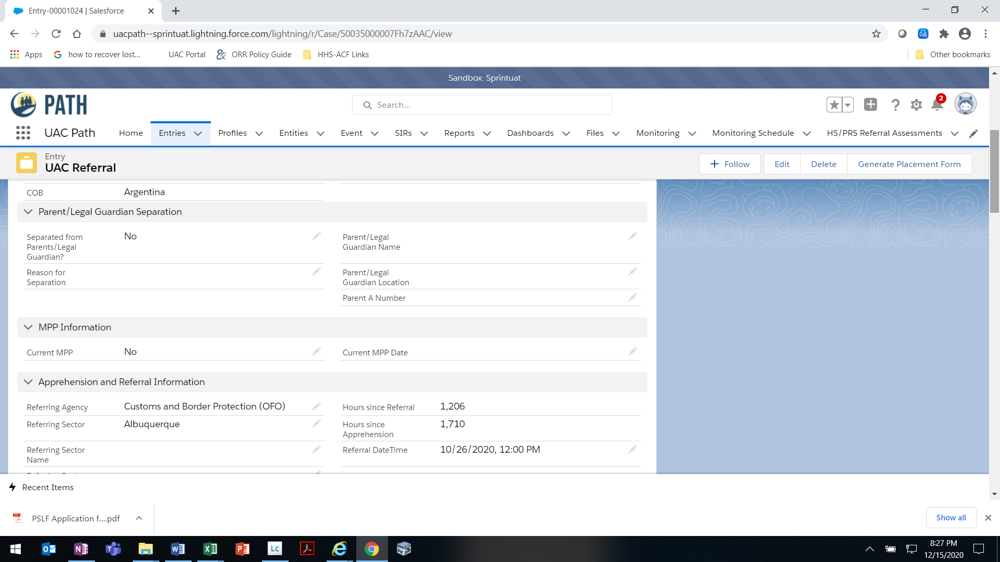 Entry-00001024 | Salesforce
uacpath--sprintuat.lightning.force.com/lightning/r/Case/50035000007Fh7zAAC/view
Apps how to recover lost... UAC Portal ORR Policy Guide HHS-ACF Links Other bookmarks
Sandbox: Sprintuat
PATH Search... 2
UAC Path Home Entries Profiles Entities Event SIRs Reports Dashboards Files Monitoring Monitoring Schedule HS/PRS Referral Assessments
Entry
UAC Referral
Follow Edit Delete Generate Placement Form
COB Argentina
Parent/Legal Guardian Separation
Separated from
Parents/Legal
Guardian?
No
Parent/Legal
Guardian Name
Reason for
Separation
Parent/Legal
Guardian Location
Parent A Number
MPP Information
Current MPP No
Current MPP Date
Apprehension and Referral Information
Referring Agency Customs and Border Protection (OFO)
Hours since Referral 1,206
Referring Sector Albuquerque
Hours since
Apprehension
1,710
Referring Sector
Name
Referral DateTime 10/26/2020, 12:00 PM
Recent Items
PSLF Application f....pdf
Show all
Lc
8:27 PM
12/15/2020